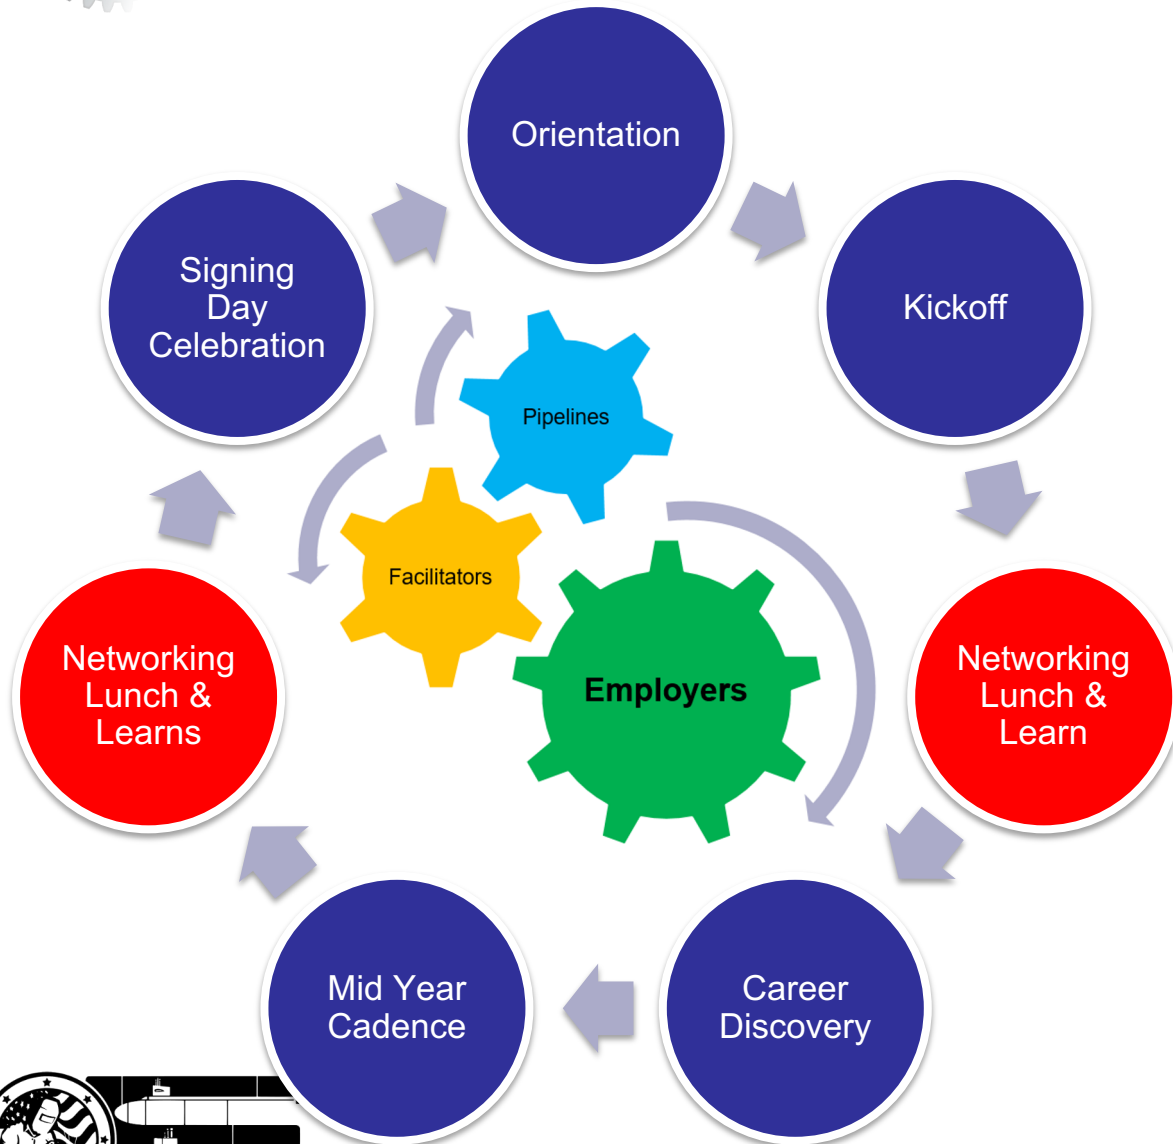 Orientation
Signing
Day
Celebration
Kickoff
Pipelines
Facilitators
Networking
Lunch &
Learns
Employers
Networking
Lunch &
Learn
Mid Year
Cadence
Career
Discovery